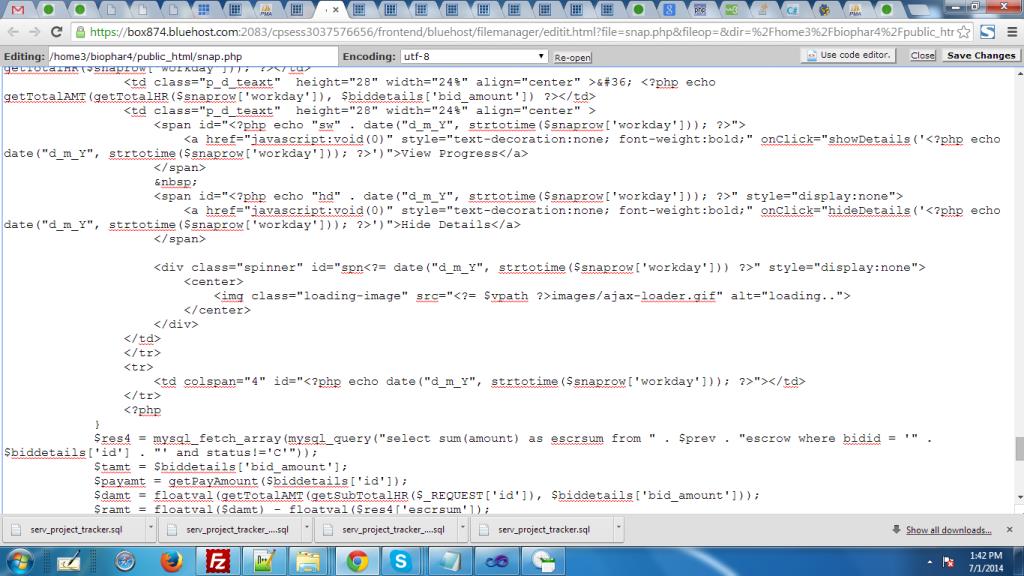 https://box874.bluehost.com:2083/cpsess3037576656/frontend/bluehost/filemanager/editit.html?file=snap.php&fileop=&dir=%2Fhome3%2Fbiophar4%2Fpublic_htr
Editing: /home3/biophar4/public_html/snap.php Encoding: utf-8 Re-open Use code editor. Close Save Changes
getTotalHR($snaprow['workday']); ?></td>
<td class="p_d_teaxt"  height="28" width="24%" align="center" >&#36; <?php echo
getTotalAMT(getTotalHR($snaprow['workday']), $biddetails['bid_amount']) ?></td>
<td class="p_d_teaxt"  height="28" width="24%" align="center" >
<span id="<?php echo "sw" . date("d_m_Y", strtotime($snaprow['workday'])); ?>">
<a href="javascript:void(0)" style="text-decoration:none; font-weight:bold;" onClick="showDetails('<?php echo
date("d_m_Y", strtotime($snaprow['workday'])); ?>')">View Progress</a>
</span>
&nbsp;
<span id="<?php echo "hd" . date("d_m_Y", strtotime($snaprow['workday'])); ?>" style="display:none">
<a href="javascript:void(0)" style="text-decoration:none; font-weight:bold;" onClick="hideDetails('<?php echo
date("d_m_Y", strtotime($snaprow['workday'])); ?>')">Hide Details</a>
</span>
<div class="spinner" id="spn<?= date("d_m_Y", strtotime($snaprow['workday'])) ?>" style="display:none">
<center>
<img class="loading-image" src="<?= $vpath ?>images/ajax-loader.gif" alt="loading..">
</center>
</div>
</td>
</tr>
<tr>
<td colspan="4" id="<?php echo date("d_m_Y", strtotime($snaprow['workday'])); ?>"></td>
</tr>
<?php
}
$res4 = mysql_fetch_array(mysql_query("select sum(amount) as escrsum from " . $prev . "escrow where bidid = '" .
$biddetails['id'] . "' and status!='C'"));
$tamt = $biddetails['bid_amount'];
$payamt = getPayAmount($biddetails['id']);
$damt = floatval(getTotalAMT(getSubTotalHR($_REQUEST['id']), $biddetails['bid_amount']));
$ramt = floatval($damt) - floatval($res4['escrsum']);
serv_project_tracker.sql serv_project_tracker_....sql serv_project_tracker_....sql serv_project_tracker.sql Show all downloads...
1:42 PM
7/1/2014